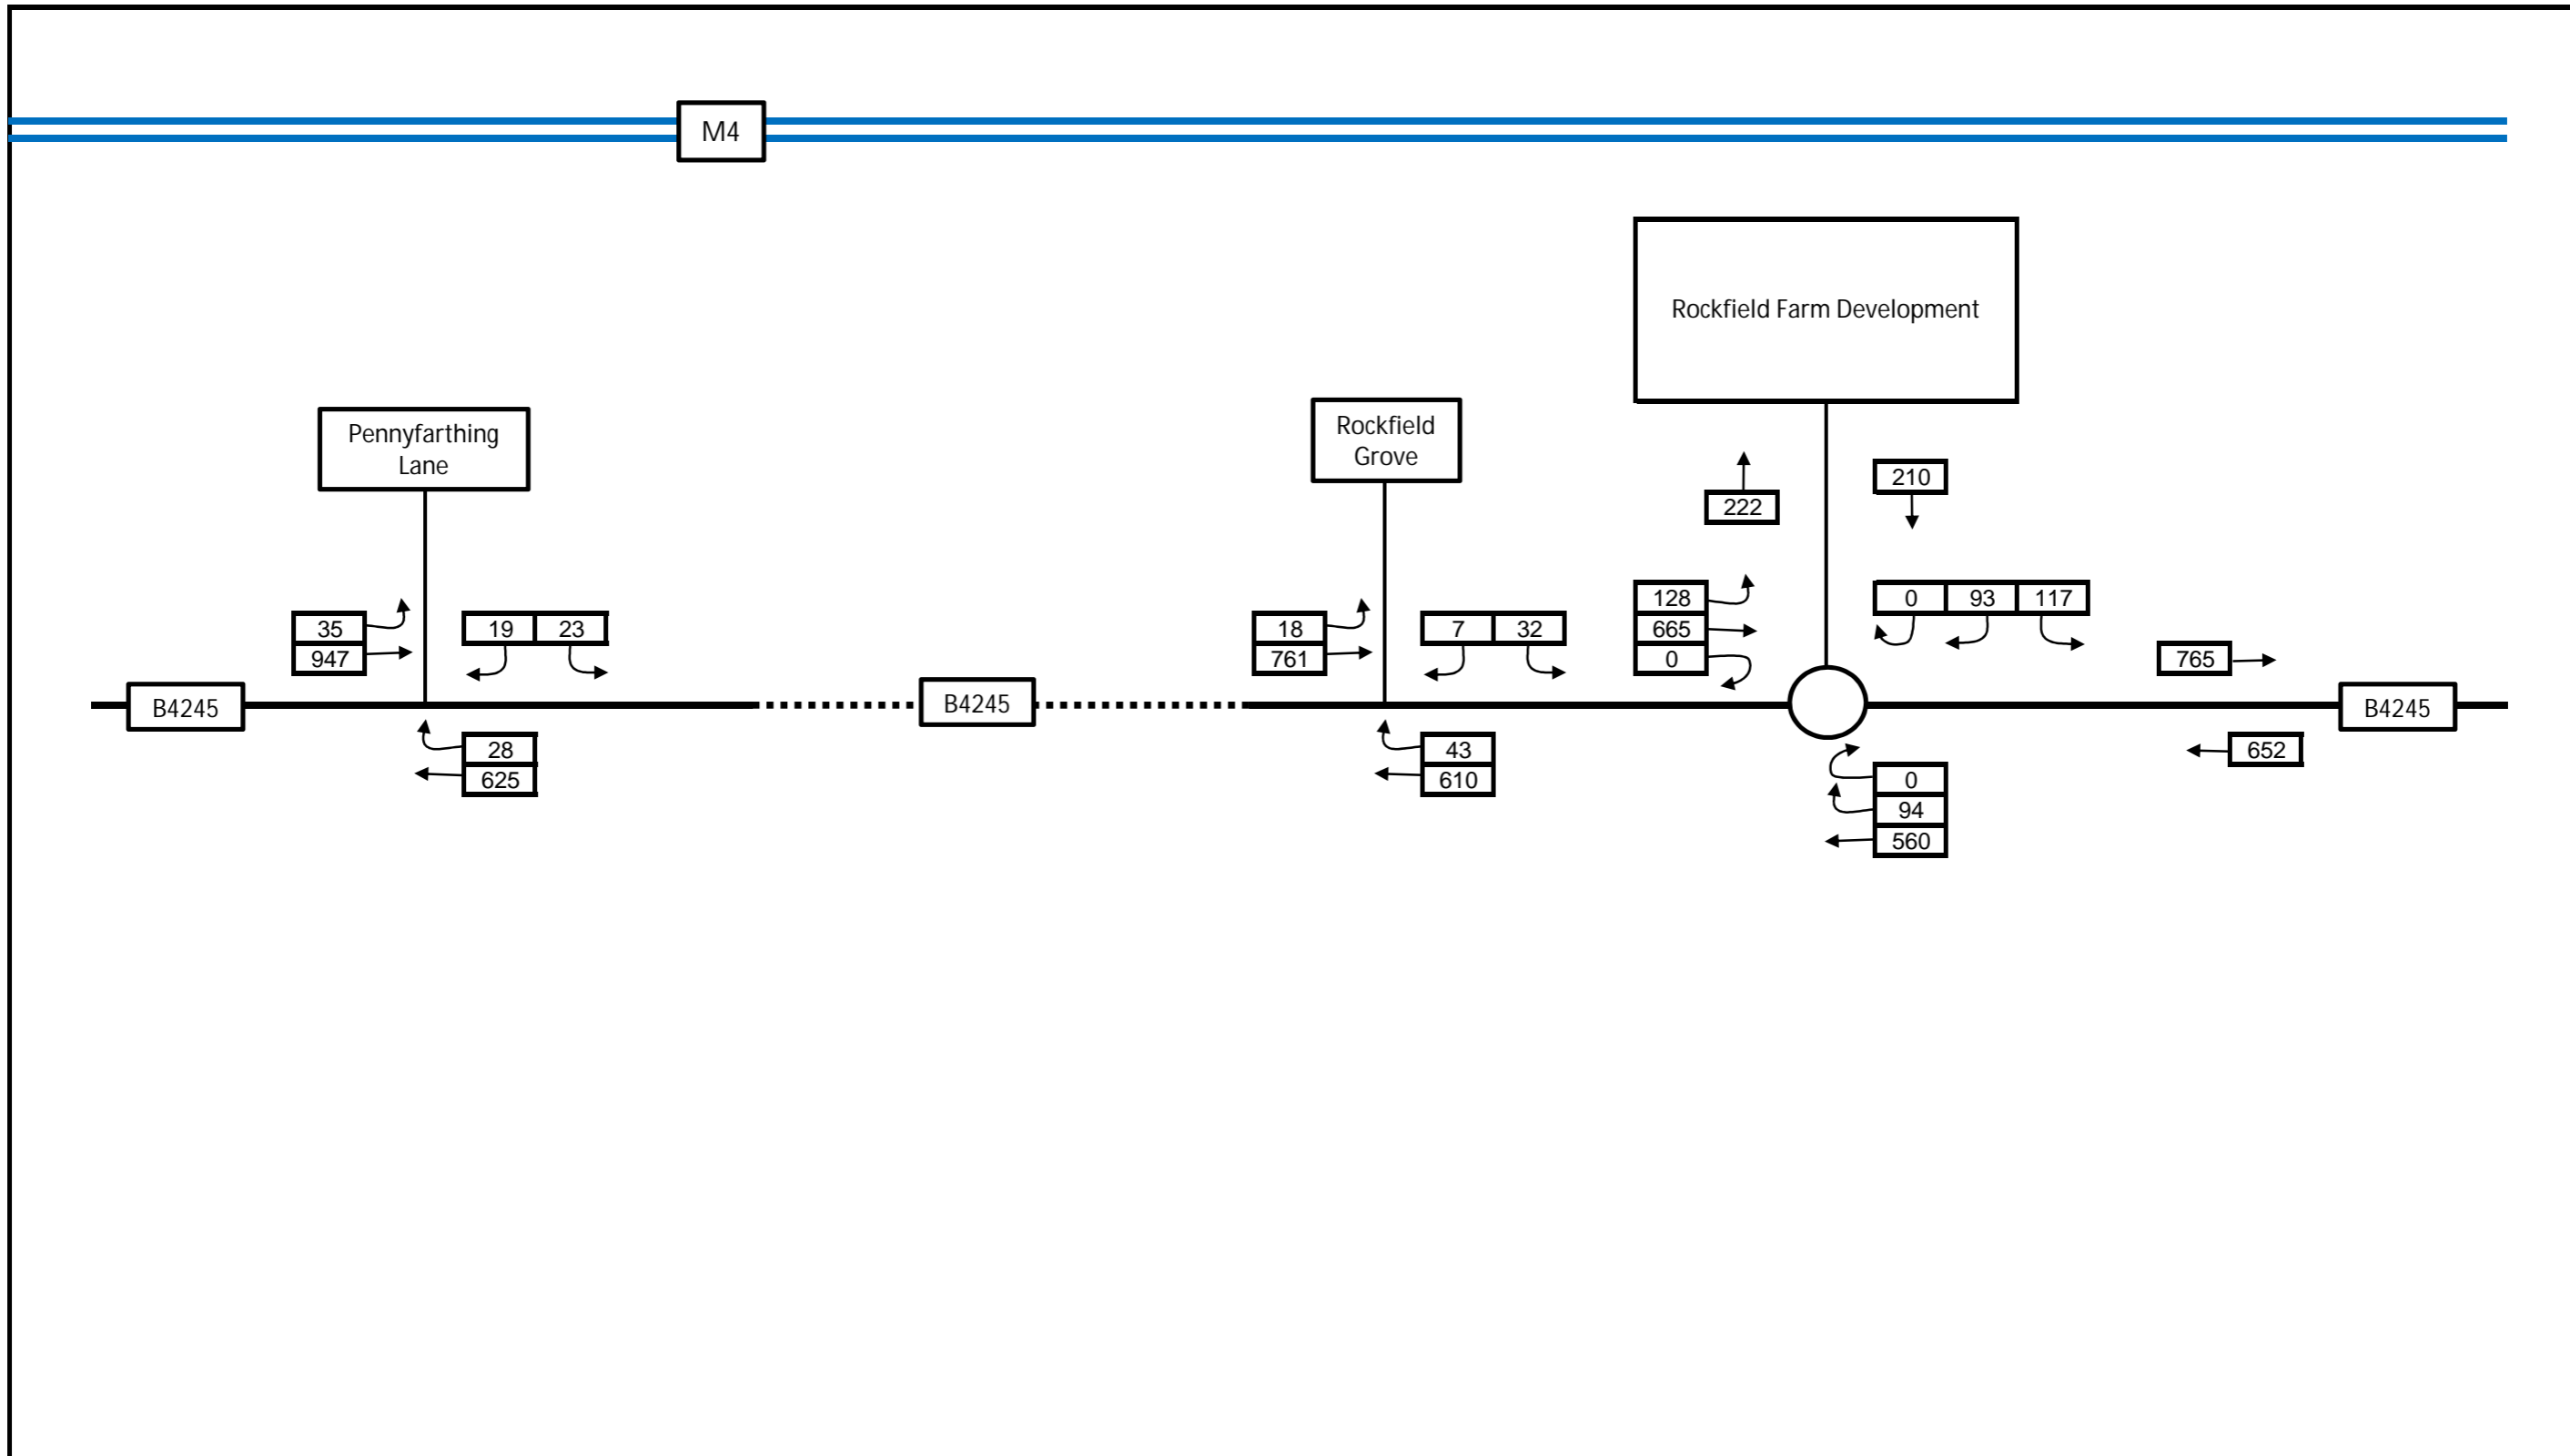 M4
Rockfield Farm Development
Pennyfarthing
Lane
Rockfield
Grove
222
210
35
947
19 23
18
761
7 32
128
665
0
0 93 117
765
B4245
B4245
B4245
28
625
43
610
0
94
560
652